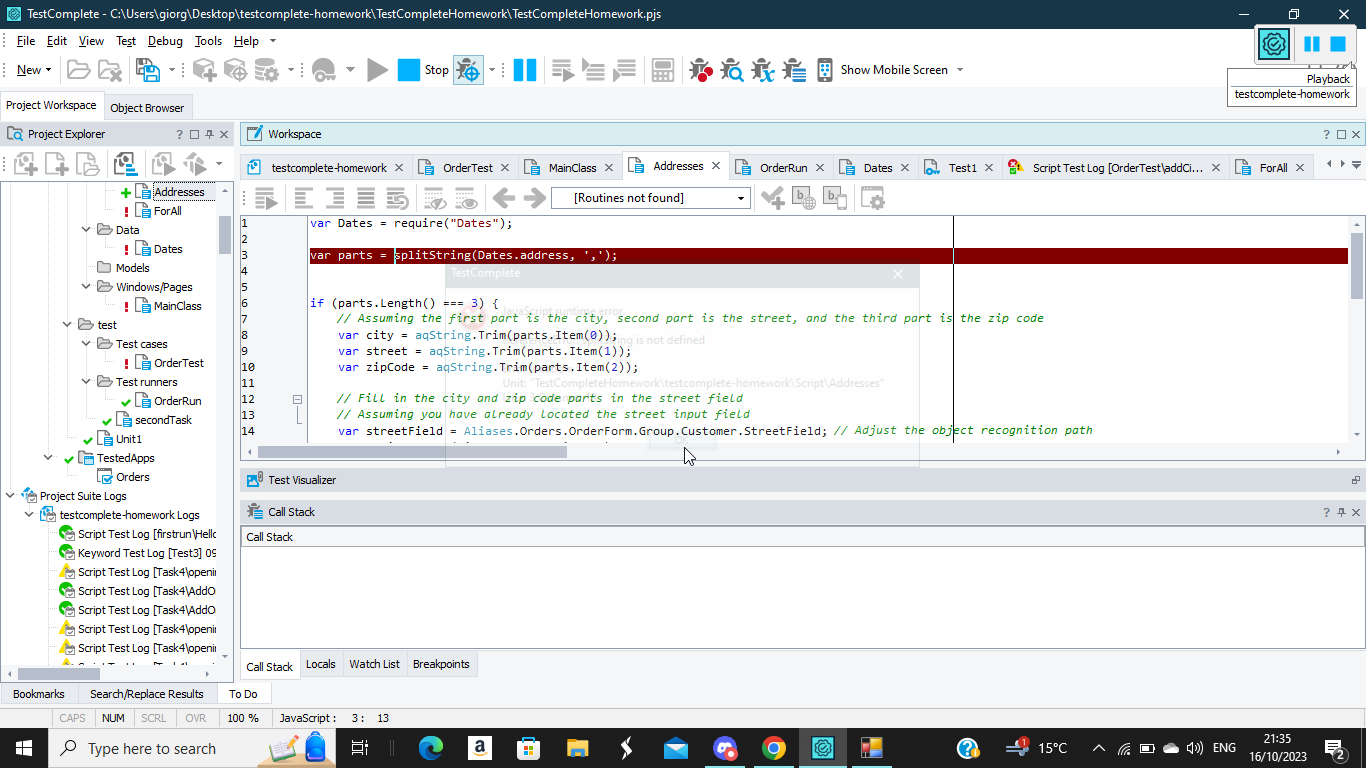 TestComplete - C:\Users\giorg\Desktop\testcomplete-homework\TestCompleteHomework\TestCompleteHomework.pjs
File Edit View Test Debug Tools Help
New Stop Show Mobile Screen
Playback
testcomplete-homework
Project Workspace Object Browser
Project Explorer
Workspace
testcomplete-homework OrderTest MainClass Addresses OrderRun Dates Test1 Script Test Log [OrderTest\addCi... ForAll
[Routines not found]
Addresses
ForAll
Data
Dates
Models
Windows/Pages
MainClass
test
Test cases
OrderTest
Test runners
OrderRun
secondTask
Unit1
TestedApps
Orders
Project Suite Logs
testcomplete-homework Logs
Script Test Log [firstrun\Hello
Keyword Test Log [Test3] 09
Script Test Log [Task4\openin
Script Test Log [Task4\AddO
Script Test Log [Task4\AddO
Script Test Log [Task4\openin
Script Test Log [Task4\openin
1 var Dates = require("Dates");
2
3 var parts = splitString(Dates.address, ',');
4
5
6 if (parts.Length() === 3) {
7 // Assuming the first part is the city, second part is the street, and the third part is the zip code
8 var city = aqString.Trim(parts.Item(0));
9 var street = aqString.Trim(parts.Item(1));
10 var zipCode = aqString.Trim(parts.Item(2));
11
12 // Fill in the city and zip code parts in the street field
13 // Assuming you have already located the street input field
14 var streetField = Aliases.Orders.OrderForm.Group.Customer.StreetField; // Adjust the object recognition path
TestComplete
JavaScript runtime error.
is not defined
Unit: "TestCompleteHomework\testcomplete-homework\Script\Addresses"
OK
Test Visualizer
Call Stack
Call Stack
Call Stack Locals Watch List Breakpoints
Bookmarks Search/Replace Results To Do
CAPS NUM SCRL OVR 100 % JavaScript : 3: 13
Type here to search
15°C ENG
21:35
16/10/2023
2